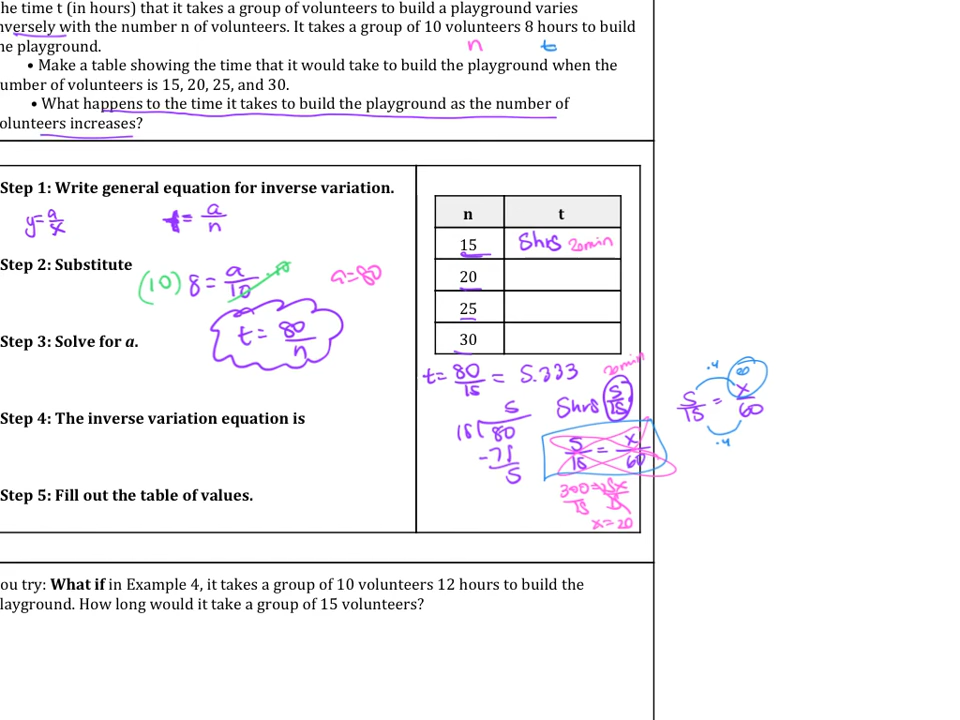 he time t (in hours) that it takes a group of volunteers to build a playground varies
nversely with the number n of volunteers. It takes a group of 10 volunteers 8 hours to build
he playground.
n t
• Make a table showing the time that it would take to build the playground when the
umber of volunteers is 15, 20, 25, and 30.
• What happens to the time it takes to build the playground as the number of
olunteers increases?
Step 1: Write general equation for inverse variation.
y = a/x t = a/n
Step 2: Substitute
(10) 8 = a/10 · 10 a=80
t = 80/n
Step 3: Solve for a.
Step 4: The inverse variation equation is
Step 5: Fill out the table of values.
n t
15 5hrs 20min
20
25
30
t = 80/15 = 5.333
20min
5hrs 5/15
5
15 80
-75
5
5/15 = x/60
300/15 = 15x/15
x=20
·4 20
5/15 = x/60
·4
ou try: What if in Example 4, it takes a group of 10 volunteers 12 hours to build the
layground. How long would it take a group of 15 volunteers?